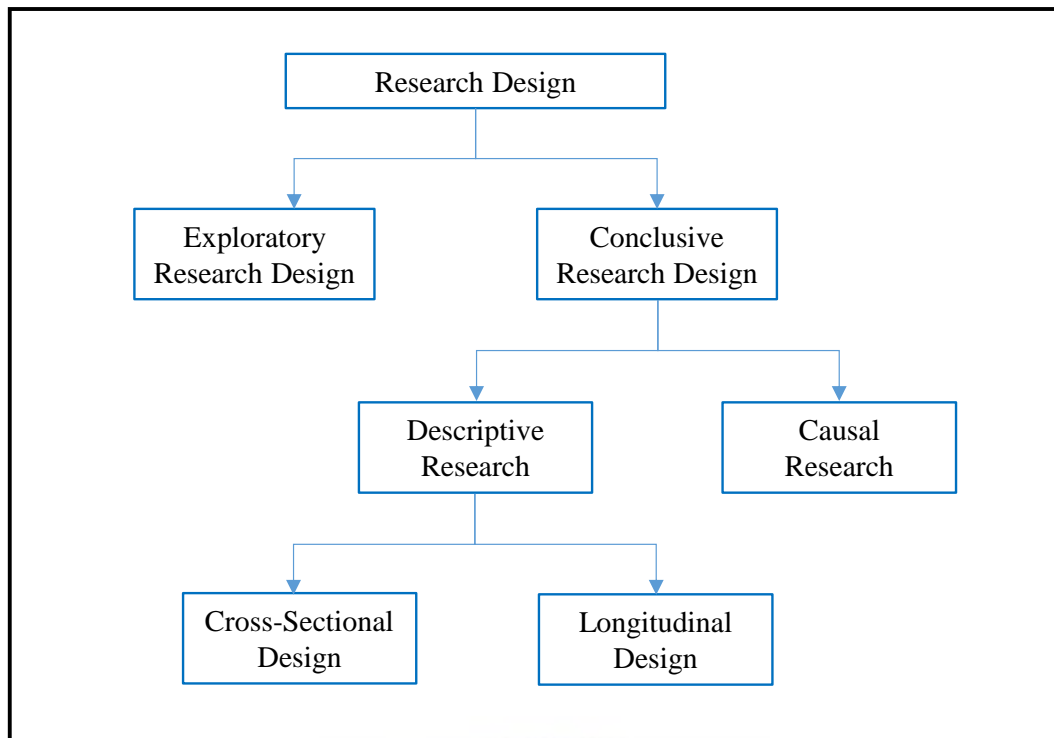 Research Design
Exploratory
Research Design
Conclusive
Research Design
Descriptive
Research
Causal
Research
Cross-Sectional
Design
Longitudinal
Design